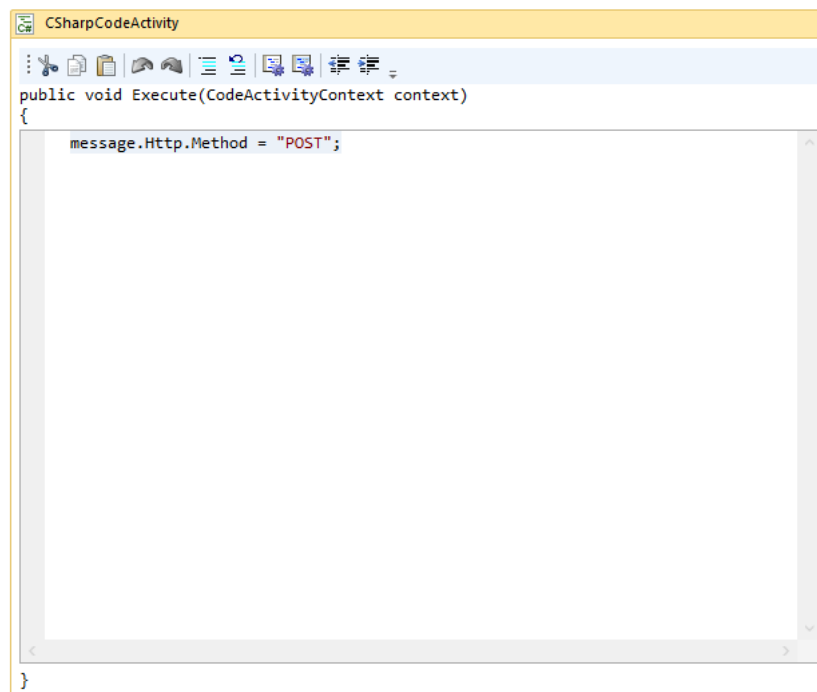 C# CSharpCodeActivity
public void Execute(CodeActivityContext context)
{
message.Http.Method = "POST";
}